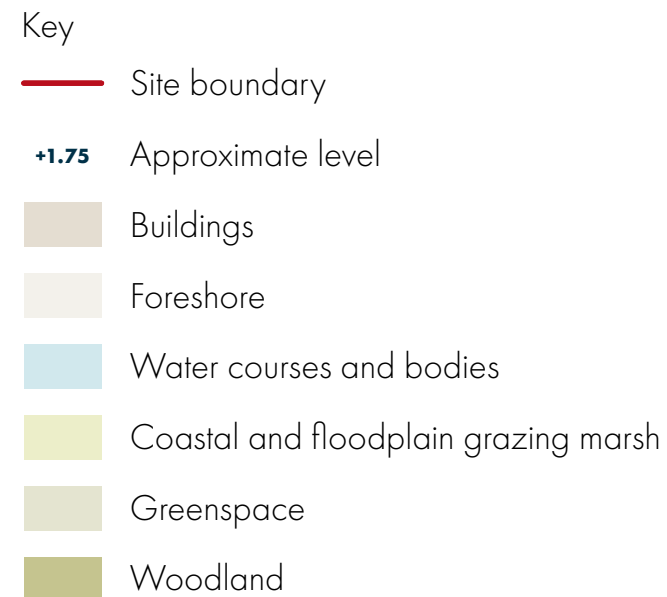 Key
Site boundary
+1.75 Approximate level
Buildings
Foreshore
Water courses and bodies
Coastal and floodplain grazing marsh
Greenspace
Woodland